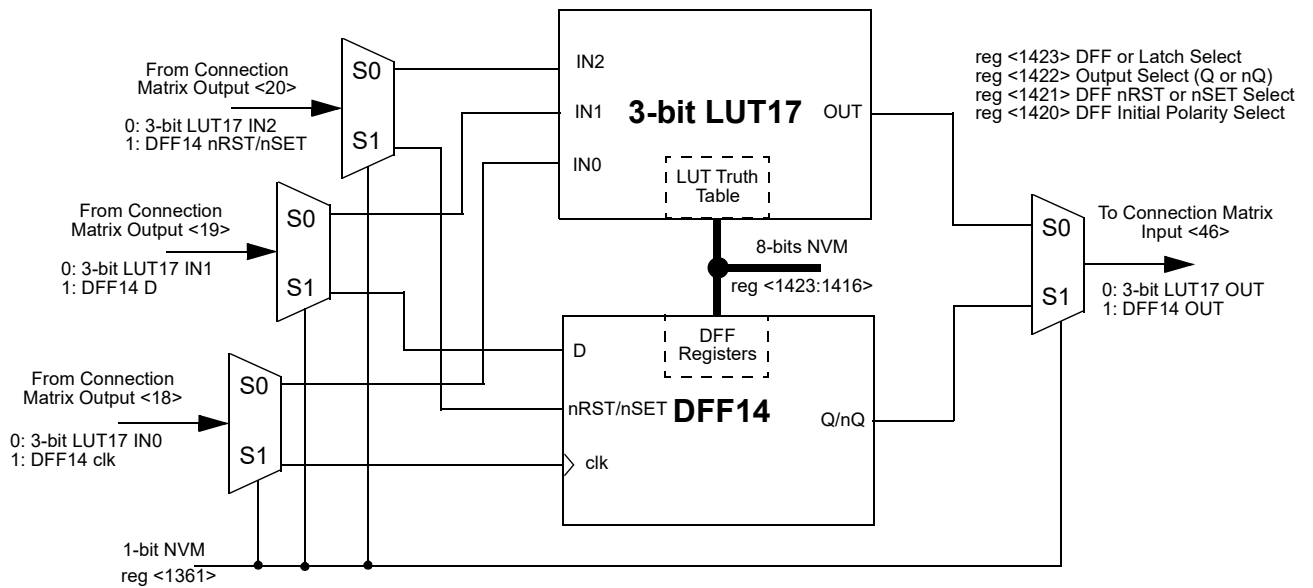 From Connection
Matrix Output <20>
0: 3-bit LUT17 IN2
1: DFF14 nRST/nSET
S0
S1
From Connection
Matrix Output <19>
0: 3-bit LUT17 IN1
1: DFF14 D
S0
S1
From Connection
Matrix Output <18>
0: 3-bit LUT17 IN0
1: DFF14 clk
S0
S1
1-bit NVM
reg <1361>
IN2
IN1
IN0
3-bit LUT17
OUT
LUT Truth
Table
8-bits NVM
reg <1423:1416>
DFF
Registers
D
nRST/nSET
DFF14
Q/nQ
clk
reg <1423> DFF or Latch Select
reg <1422> Output Select (Q or nQ)
reg <1421> DFF nRST or nSET Select
reg <1420> DFF Initial Polarity Select
S0
S1
To Connection Matrix
Input <46>
0: 3-bit LUT17 OUT
1: DFF14 OUT